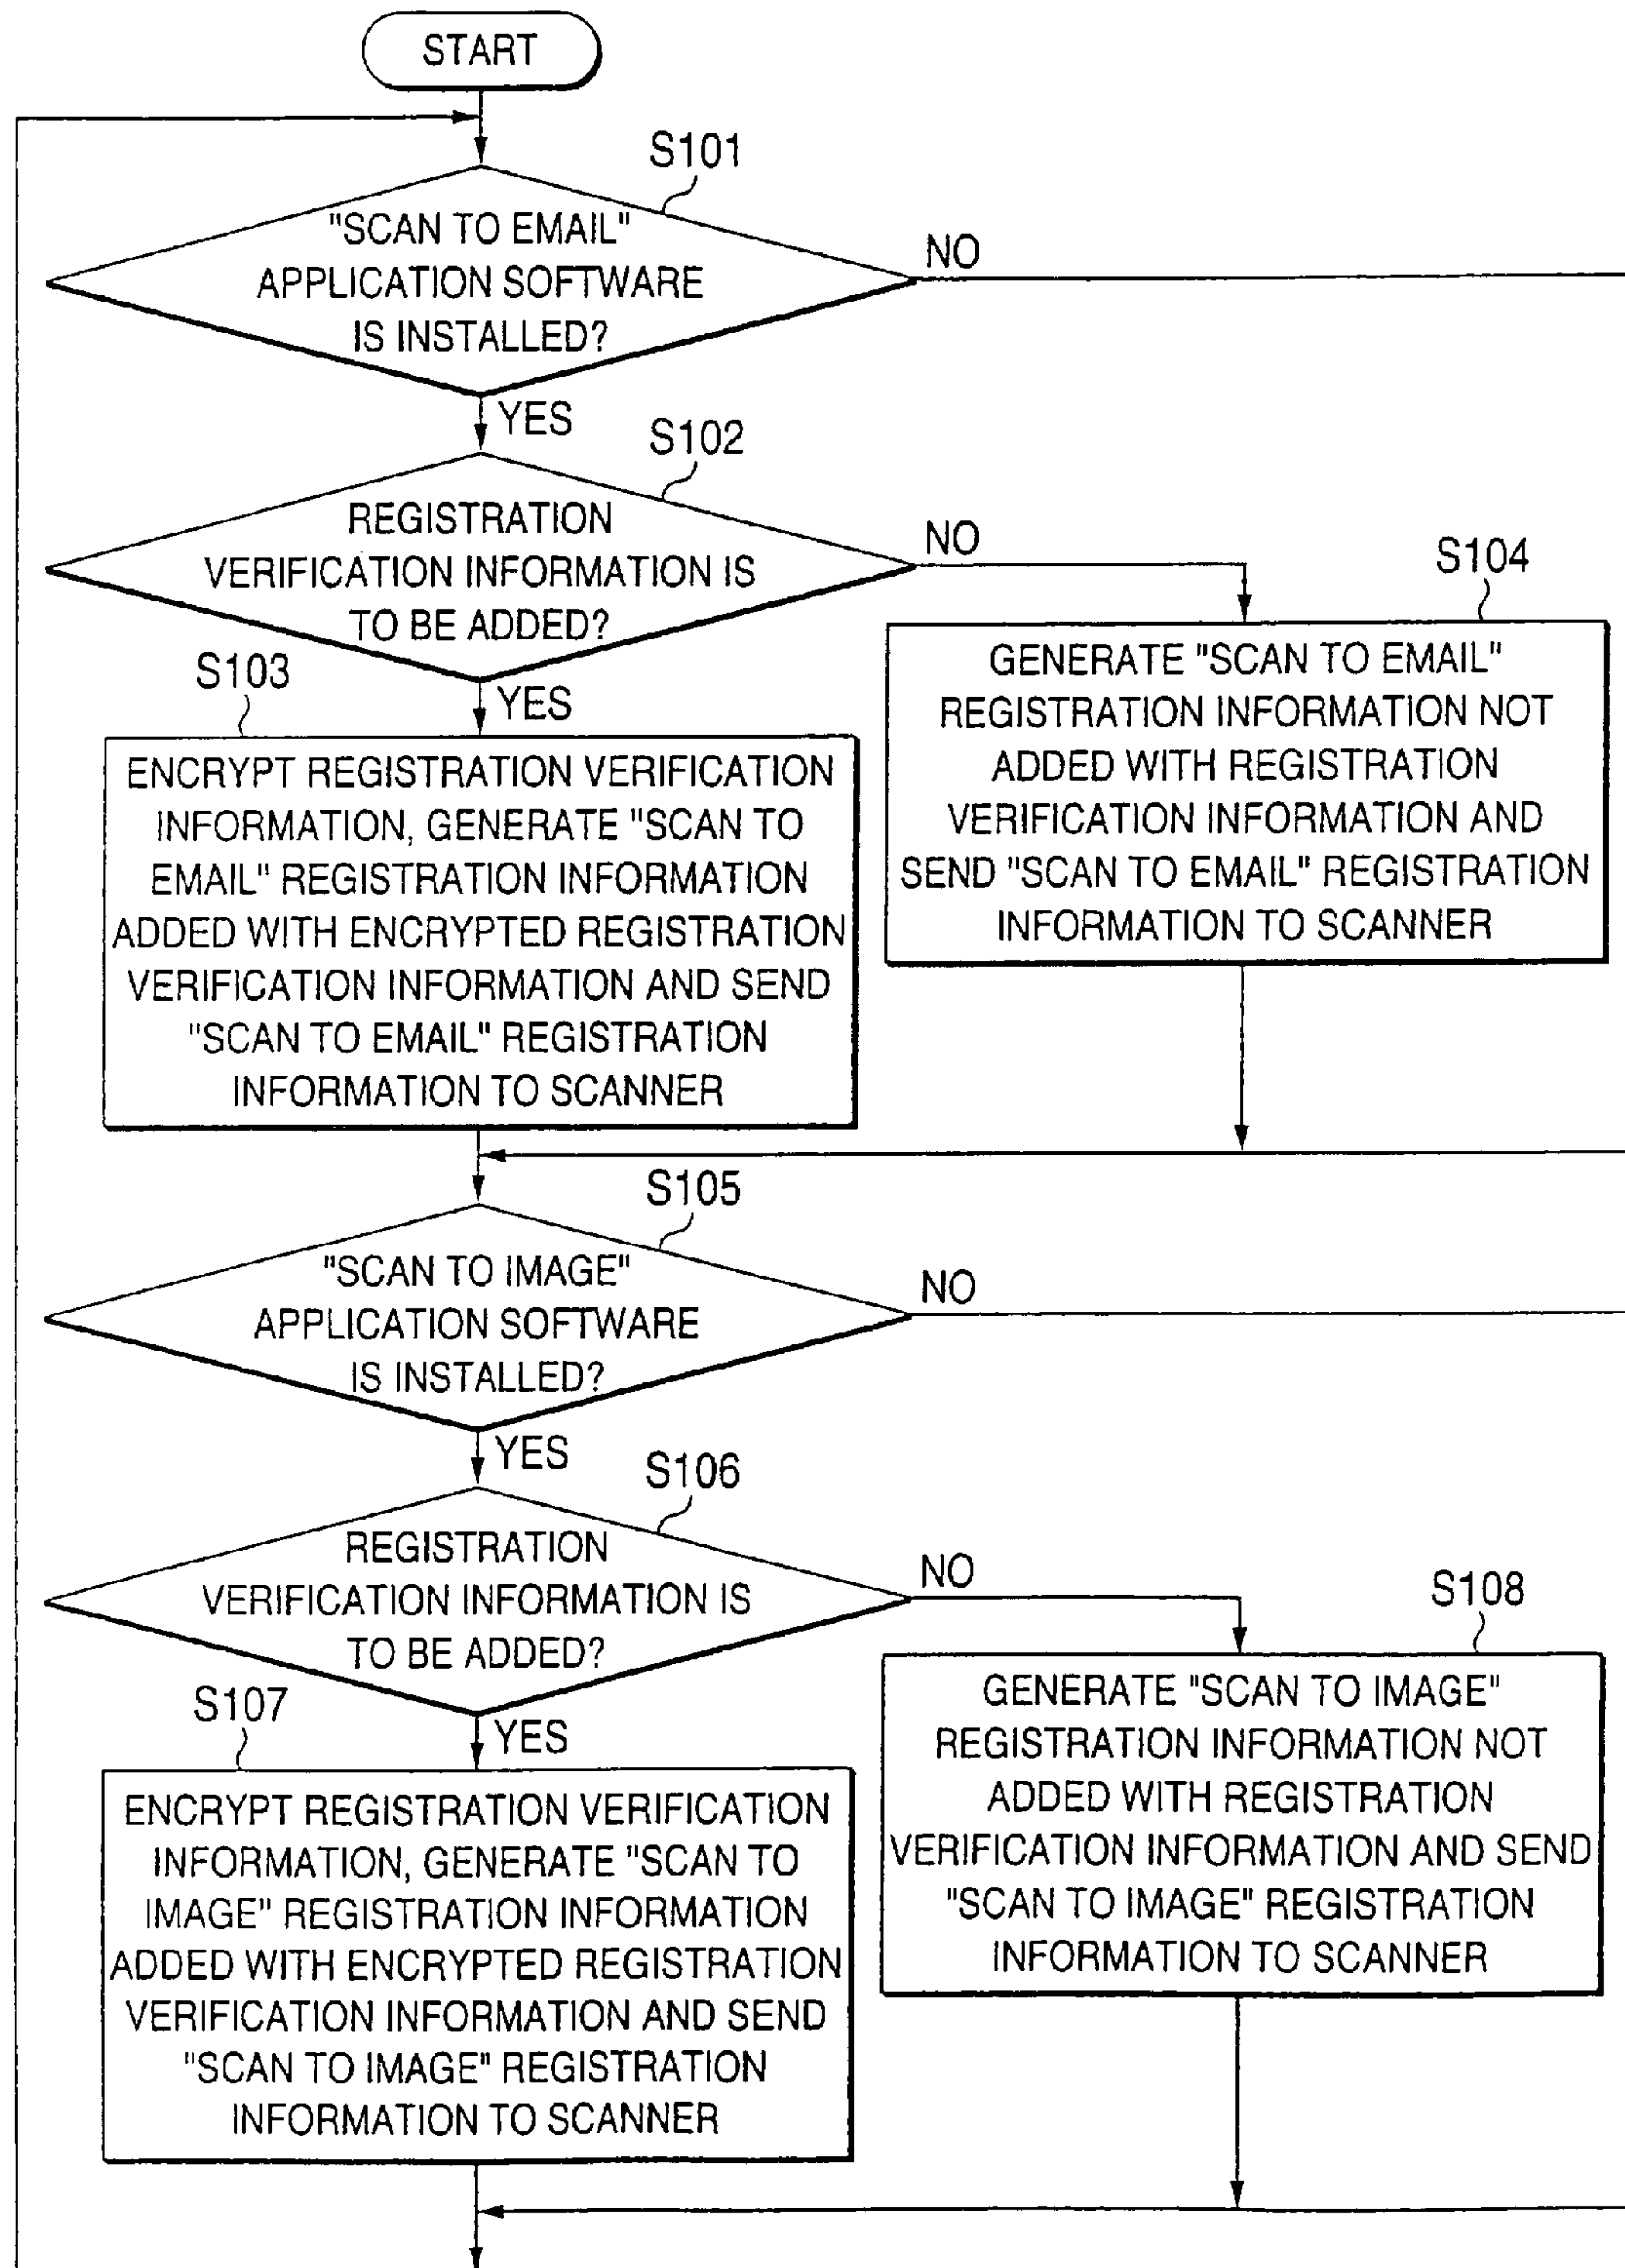 START
S101
"SCAN TO EMAIL"
APPLICATION SOFTWARE
IS INSTALLED?
NO
YES
S102
REGISTRATION
VERIFICATION INFORMATION IS
TO BE ADDED?
NO
YES
S103
ENCRYPT REGISTRATION VERIFICATION
INFORMATION, GENERATE "SCAN TO
EMAIL" REGISTRATION INFORMATION
ADDED WITH ENCRYPTED REGISTRATION
VERIFICATION INFORMATION AND SEND
"SCAN TO EMAIL" REGISTRATION
INFORMATION TO SCANNER
S104
GENERATE "SCAN TO EMAIL"
REGISTRATION INFORMATION NOT
ADDED WITH REGISTRATION
VERIFICATION INFORMATION AND
SEND "SCAN TO EMAIL" REGISTRATION
INFORMATION TO SCANNER
S105
"SCAN TO IMAGE"
APPLICATION SOFTWARE
IS INSTALLED?
NO
YES
S106
REGISTRATION
VERIFICATION INFORMATION IS
TO BE ADDED?
NO
YES
S107
ENCRYPT REGISTRATION VERIFICATION
INFORMATION, GENERATE "SCAN TO
IMAGE" REGISTRATION INFORMATION
ADDED WITH ENCRYPTED REGISTRATION
VERIFICATION INFORMATION AND SEND
"SCAN TO IMAGE" REGISTRATION
INFORMATION TO SCANNER
S108
GENERATE "SCAN TO IMAGE"
REGISTRATION INFORMATION NOT
ADDED WITH REGISTRATION
VERIFICATION INFORMATION AND SEND
"SCAN TO IMAGE" REGISTRATION
INFORMATION TO SCANNER